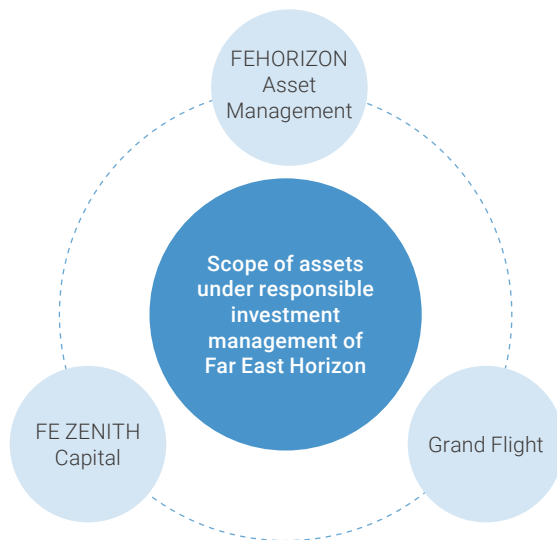 FEHORIZON
Asset
Management
Scope of assets
under responsible
investment
management of
Far East Horizon
FE ZENITH
Capital
Grand Flight